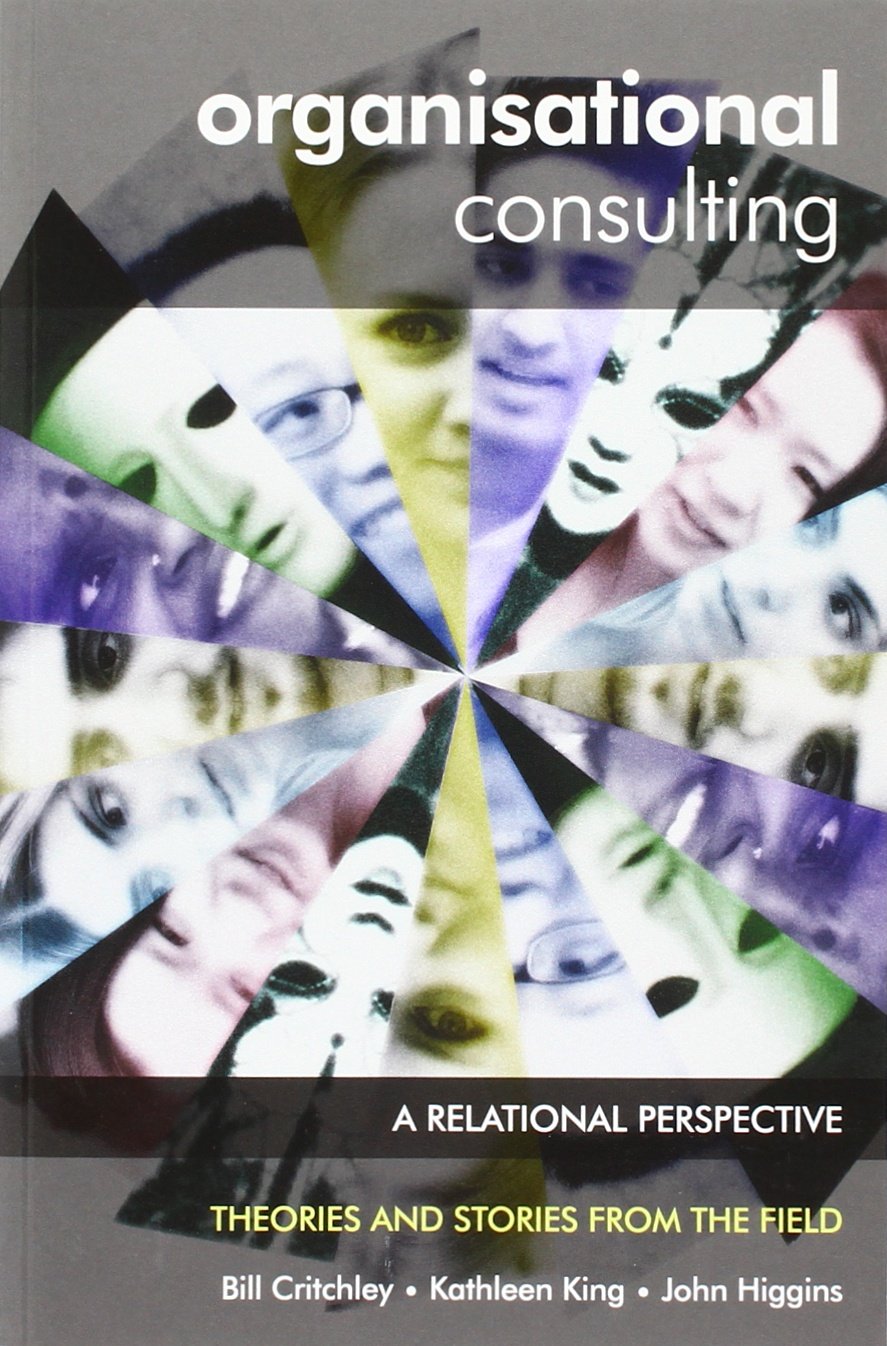 organisational
consulting
A RELATIONAL PERSPECTIVE
THEORIES AND STORIES FROM THE FIELD
Bill Critchley • Kathleen King • John Higgins